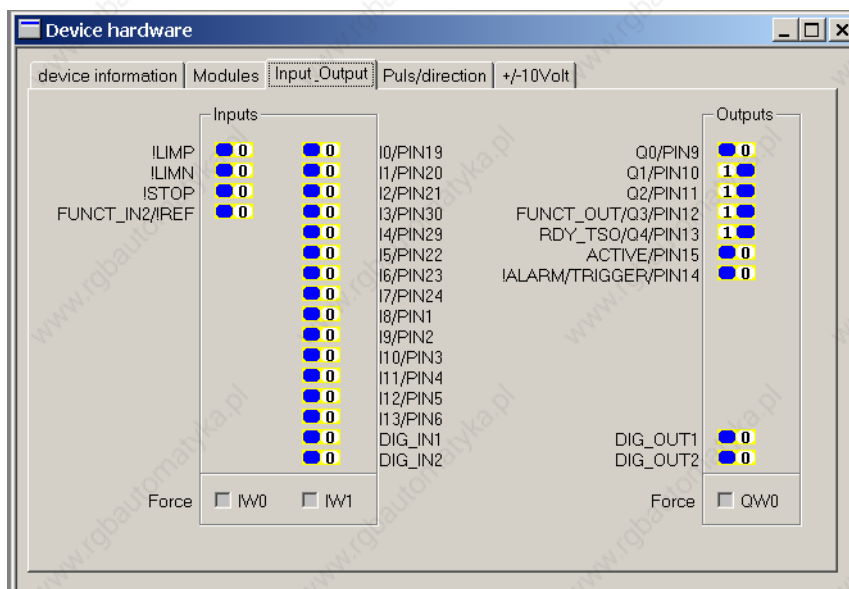 Device hardware
device information Modules Input_Output Puls/direction +/-10Volt
Inputs Outputs
!LIMP 0 0 I0/PIN19 Q0/PIN9 0
!LIMN 0 0 I1/PIN20 Q1/PIN10 1
!STOP 0 0 I2/PIN21 Q2/PIN11 1
FUNCT_IN2/!REF 0 0 I3/PIN30 FUNCT_OUT/Q3/PIN12 1
0 I4/PIN29 RDY_TSO/Q4/PIN13 1
0 I5/PIN22 ACTIVE/PIN15 0
0 I6/PIN23 !ALARM/TRIGGER/PIN14 0
0 I7/PIN24
0 I8/PIN1
0 I9/PIN2
0 I10/PIN3
0 I11/PIN4
0 I12/PIN5
0 I13/PIN6
0 DIG_IN1 DIG_OUT1 0
0 DIG_IN2 DIG_OUT2 0
Force IW0 IW1 Force QW0
www.rgbautomatyka.pl